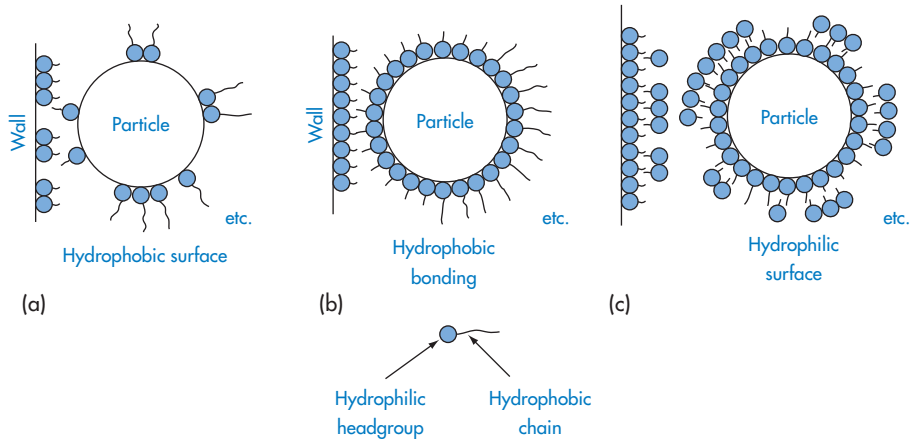 Wall
Particle
etc.
Hydrophobic surface
(a)
Wall
Particle
etc.
Hydrophobic
bonding
(b)
Particle
etc.
Hydrophilic
surface
(c)
Hydrophilic
headgroup
Hydrophobic
chain